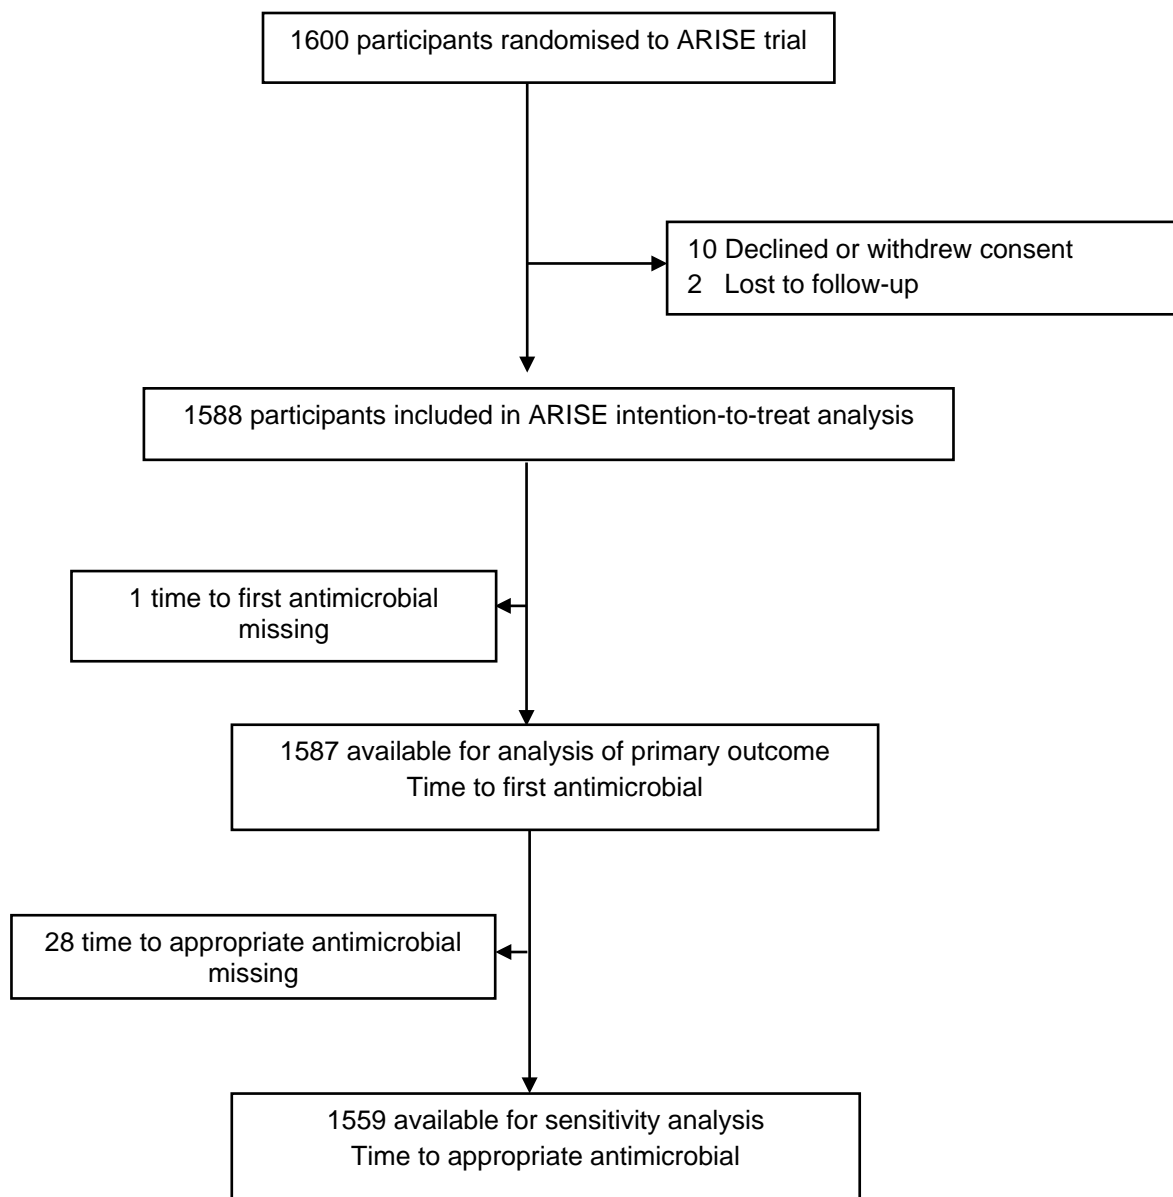 1600 participants randomised to ARISE trial
10 Declined or withdrew consent
2 Lost to follow-up
1588 participants included in ARISE intention-to-treat analysis
1 time to first antimicrobial
missing
1587 available for analysis of primary outcome
Time to first antimicrobial
28 time to appropriate antimicrobial
missing
1559 available for sensitivity analysis
Time to appropriate antimicrobial